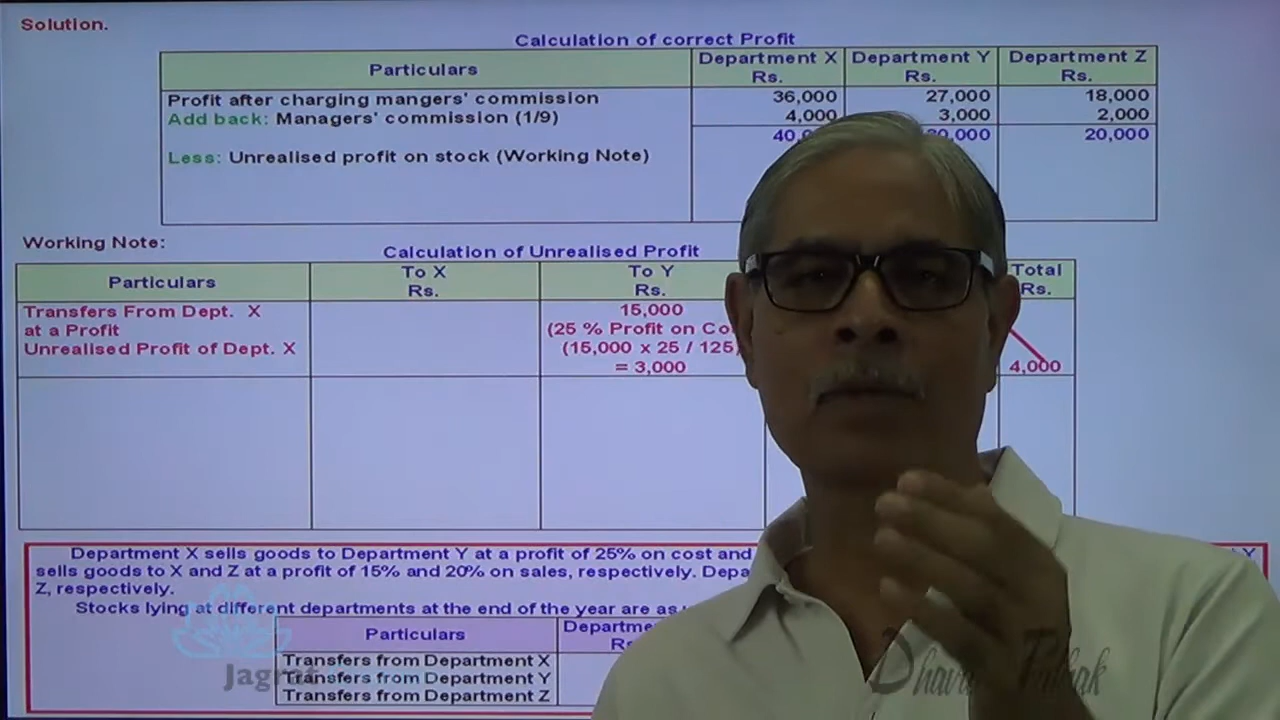 Solution.
Calculation of correct Profit
Particulars Department X Rs. Department Y Rs. Department Z Rs.
Profit after charging mangers' commission 36,000 27,000 18,000
Add back: Managers' commission (1/9) 4,000 3,000 2,000
20,000
Less: Unrealised profit on stock (Working Note)
Working Note:
Calculation of Unrealised Profit
Particulars To X Rs. To Y Rs. Total Rs.
Transfers From Dept. X 15,000
at a Profit (25 % Profit on
Unrealised Profit of Dept. X (15,000 x 25 / 125
= 3,000 4,000
Department X sells goods to Department Y at a profit of 25% on cost and Y
sells goods to X and Z at a profit of 15% and 20% on sales, respectively.
Z, respectively.
Stocks lying at different departments at the end of the year are as
Particulars
Transfers from Department X
Transfers from Department Y
Transfers from Department Z